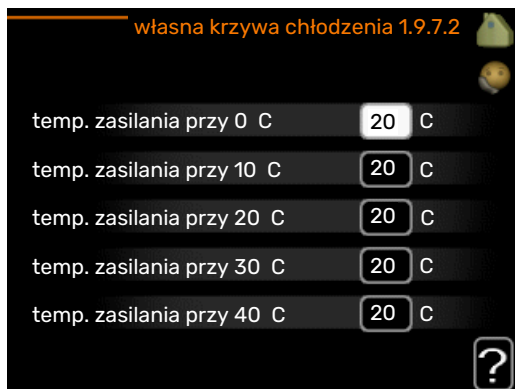 własna krzywa chłodzenia 1.9.7.2
temp. zasilania przy 0 C 20 C
temp. zasilania przy 10 C 20 C
temp. zasilania przy 20 C 20 C
temp. zasilania przy 30 C 20 C
temp. zasilania przy 40 C 20 C
?